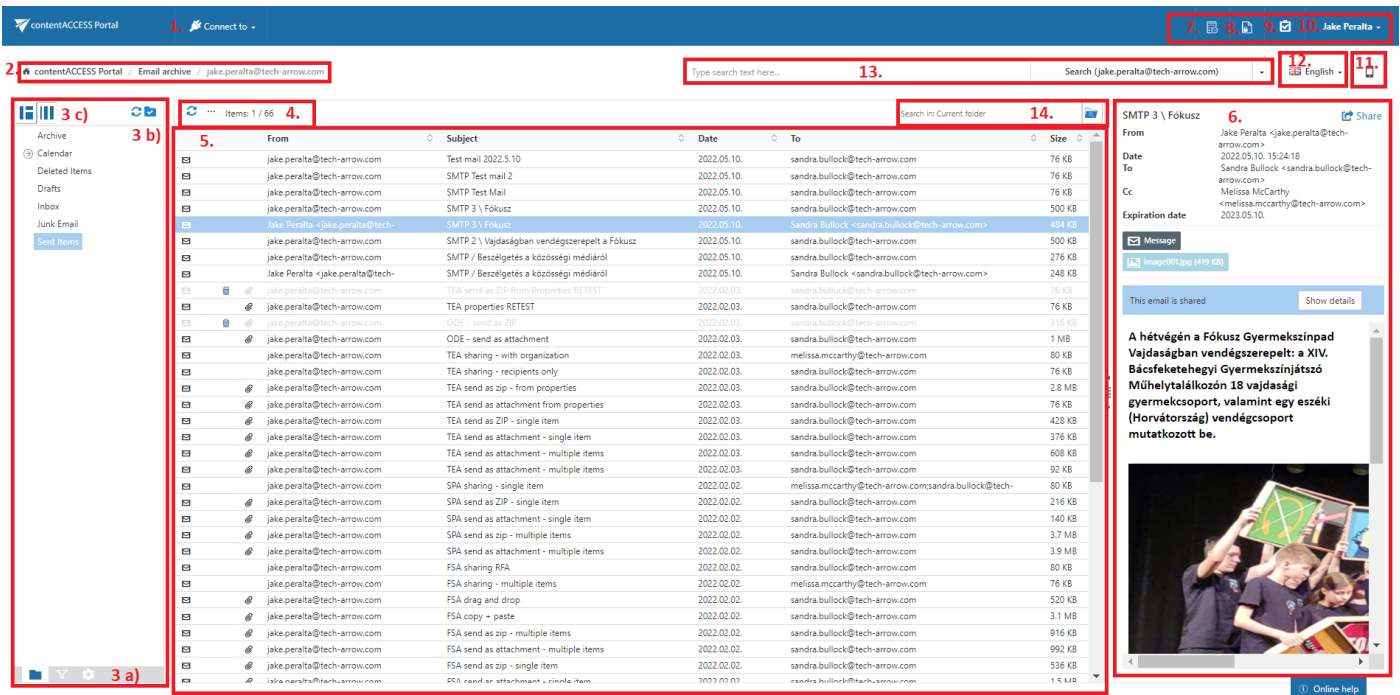 contentACCESS Portal
1. Connect to
7. 8. 9. 10. Jake Peralta
2. contentACCESS Portal / Email archive / jake.peralta@tech-arrow.com
Type search text here... 13. Search (jake.peralta@tech-arrow.com)
12. English 11.
3 c)
3 b)
Archive
Calendar
Deleted Items
Drafts
Inbox
Junk Email
Sent Items
3 a)
Items: 1 / 66 4.
Search in: Current folder 14.
5. From Subject Date To Size
jake.peralta@tech-arrow.com Test mail 2022.5.10 2022.05.10. sandra.bullock@tech-arrow.com 76 KB
jake.peralta@tech-arrow.com SMTP Test mail 2 2022.05.10. sandra.bullock@tech-arrow.com 76 KB
jake.peralta@tech-arrow.com SMTP Test Mail 2022.05.10. sandra.bullock@tech-arrow.com 76 KB
jake.peralta@tech-arrow.com SMTP 3 \ Fókusz 2022.05.10. sandra.bullock@tech-arrow.com 500 KB
Jake Peralta <jake.peralta@tech- SMTP 3 \ Fókusz 2022.05.10. Sandra Bullock <sandra.bullock@tech-arrow.com> 484 KB
jake.peralta@tech-arrow.com SMTP 2 \ Vajdaságban vendégszerepelt a Fókusz 2022.05.10. sandra.bullock@tech-arrow.com 500 KB
jake.peralta@tech-arrow.com SMTP / Beszélgetés a közösségi médiáról 2022.05.10. sandra.bullock@tech-arrow.com 276 KB
Jake Peralta <jake.peralta@tech- SMTP / Beszélgetés a közösségi médiáról 2022.05.10. Sandra Bullock <sandra.bullock@tech-arrow.com> 248 KB
jake.peralta@tech-arrow.com TEA send as ZIP from Properties RETEST 2022.02.03. sandra.bullock@tech-arrow.com 76 KB
jake.peralta@tech-arrow.com TEA properties RETEST 2022.02.03. sandra.bullock@tech-arrow.com 76 KB
jake.peralta@tech-arrow.com ODE - send as ZIP 2022.02.03. sandra.bullock@tech-arrow.com 316 KB
jake.peralta@tech-arrow.com ODE - send as attachment 2022.02.03. sandra.bullock@tech-arrow.com 1 MB
jake.peralta@tech-arrow.com TEA sharing - with organization 2022.02.03. melissa.mccarthy@tech-arrow.com 80 KB
jake.peralta@tech-arrow.com TEA sharing - recipients only 2022.02.03. sandra.bullock@tech-arrow.com 76 KB
jake.peralta@tech-arrow.com TEA send as zip - from properties 2022.02.03. sandra.bullock@tech-arrow.com 2.8 MB
jake.peralta@tech-arrow.com TEA send as attachment from properties 2022.02.03. sandra.bullock@tech-arrow.com 76 KB
jake.peralta@tech-arrow.com TEA send as ZIP - single item 2022.02.03. sandra.bullock@tech-arrow.com 428 KB
jake.peralta@tech-arrow.com TEA send as attachment - single item 2022.02.03. sandra.bullock@tech-arrow.com 376 KB
jake.peralta@tech-arrow.com TEA send as attachment - multiple items 2022.02.03. sandra.bullock@tech-arrow.com 608 KB
jake.peralta@tech-arrow.com TEA send as attachment - multiple items 2022.02.03. sandra.bullock@tech-arrow.com 92 KB
jake.peralta@tech-arrow.com SPA sharing - single item 2022.02.02. melissa.mccarthy@tech-arrow.com;sandra.bullock@tech- 80 KB
jake.peralta@tech-arrow.com SPA send as ZIP - single item 2022.02.02. sandra.bullock@tech-arrow.com 216 KB
jake.peralta@tech-arrow.com SPA send as attachment - single item 2022.02.02. sandra.bullock@tech-arrow.com 140 KB
jake.peralta@tech-arrow.com SPA send as zip - multiple items 2022.02.02. sandra.bullock@tech-arrow.com 3.7 MB
jake.peralta@tech-arrow.com SPA send as attachment - multiple items 2022.02.02. sandra.bullock@tech-arrow.com 3.9 MB
jake.peralta@tech-arrow.com FSA sharing RFA 2022.02.02. sandra.bullock@tech-arrow.com 80 KB
jake.peralta@tech-arrow.com FSA sharing - multiple items 2022.02.02. melissa.mccarthy@tech-arrow.com 76 KB
jake.peralta@tech-arrow.com FSA drag and drop 2022.02.02. sandra.bullock@tech-arrow.com 520 KB
jake.peralta@tech-arrow.com FSA copy + paste 2022.02.02. sandra.bullock@tech-arrow.com 3.1 MB
jake.peralta@tech-arrow.com FSA send as zip - multiple items 2022.02.02. sandra.bullock@tech-arrow.com 916 KB
jake.peralta@tech-arrow.com FSA send as attachment - multiple items 2022.02.02. sandra.bullock@tech-arrow.com 992 KB
jake.peralta@tech-arrow.com FSA send as zip - single item 2022.02.02. sandra.bullock@tech-arrow.com 536 KB
jake.peralta@tech-arrow.com FSA send as attachment - single item 2022.02.02. sandra.bullock@tech-arrow.com 1.5 MB
SMTP 3 \ Fókusz 6. Share
From Jake Peralta <jake.peralta@tech-
arrow.com>
Date 2022.05.10. 15:24:18
To Sandra Bullock <sandra.bullock@tech-
arrow.com>
Cc Melissa McCarthy
<melissa.mccarthy@tech-arrow.com>
Expiration date 2023.05.10.
Message
image001.jpg (419 KB)
This email is shared Show details
A hétvégén a Fókusz Gyermekszínpad
Vajdaságban vendégszerepelt: a XIV.
Bácsfeketehegyi Gyermekszínjátszó
Műhelytalálkozón 18 vajdasági
gyermekcsoport, valamint egy eszéki
(Horvátország) vendégcsoport
mutatkozott be.
Online help